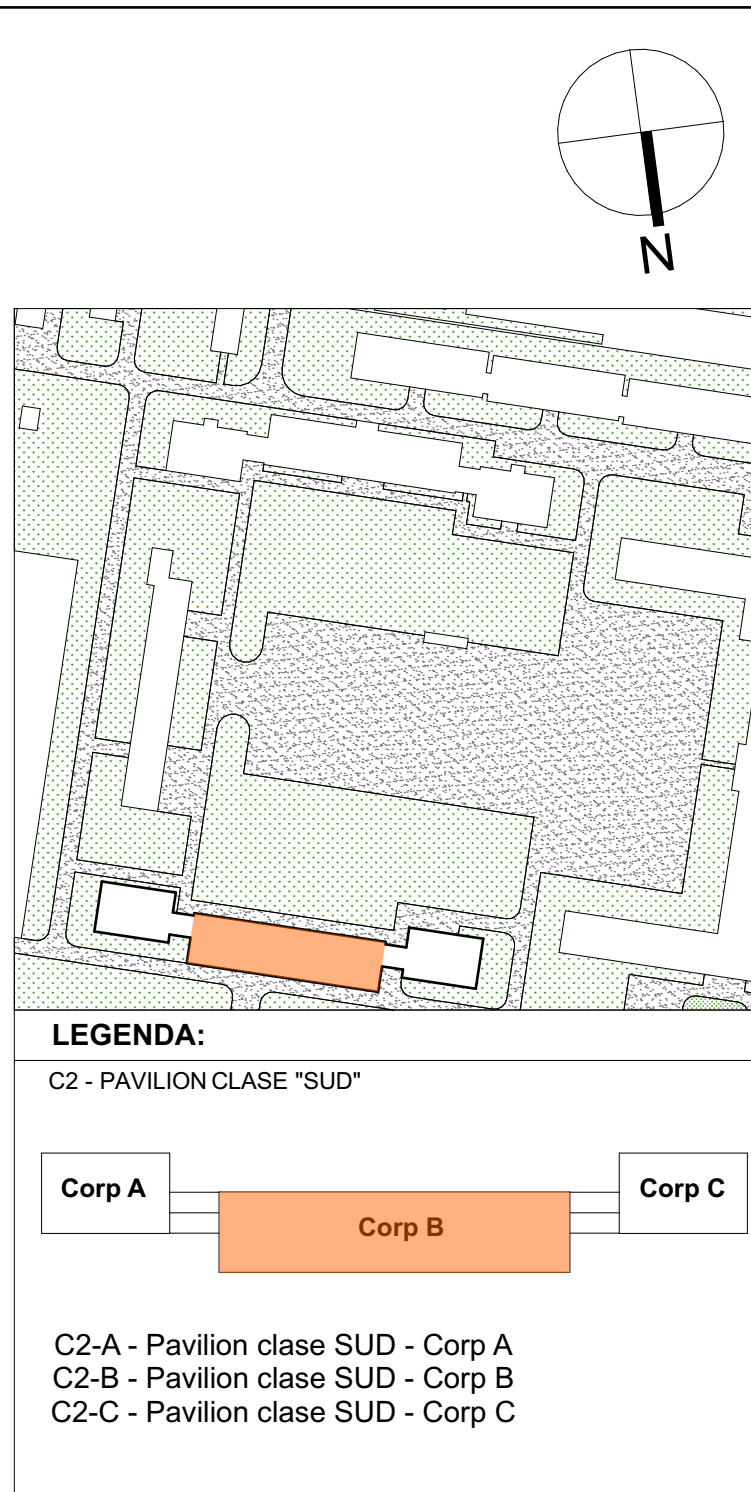 N
LEGENDA:
C2 - PAVILION CLASE "SUD"
Corp A
Corp B
Corp C
C2-A - Pavilion clase SUD - Corp A
C2-B - Pavilion clase SUD - Corp B
C2-C - Pavilion clase SUD - Corp C